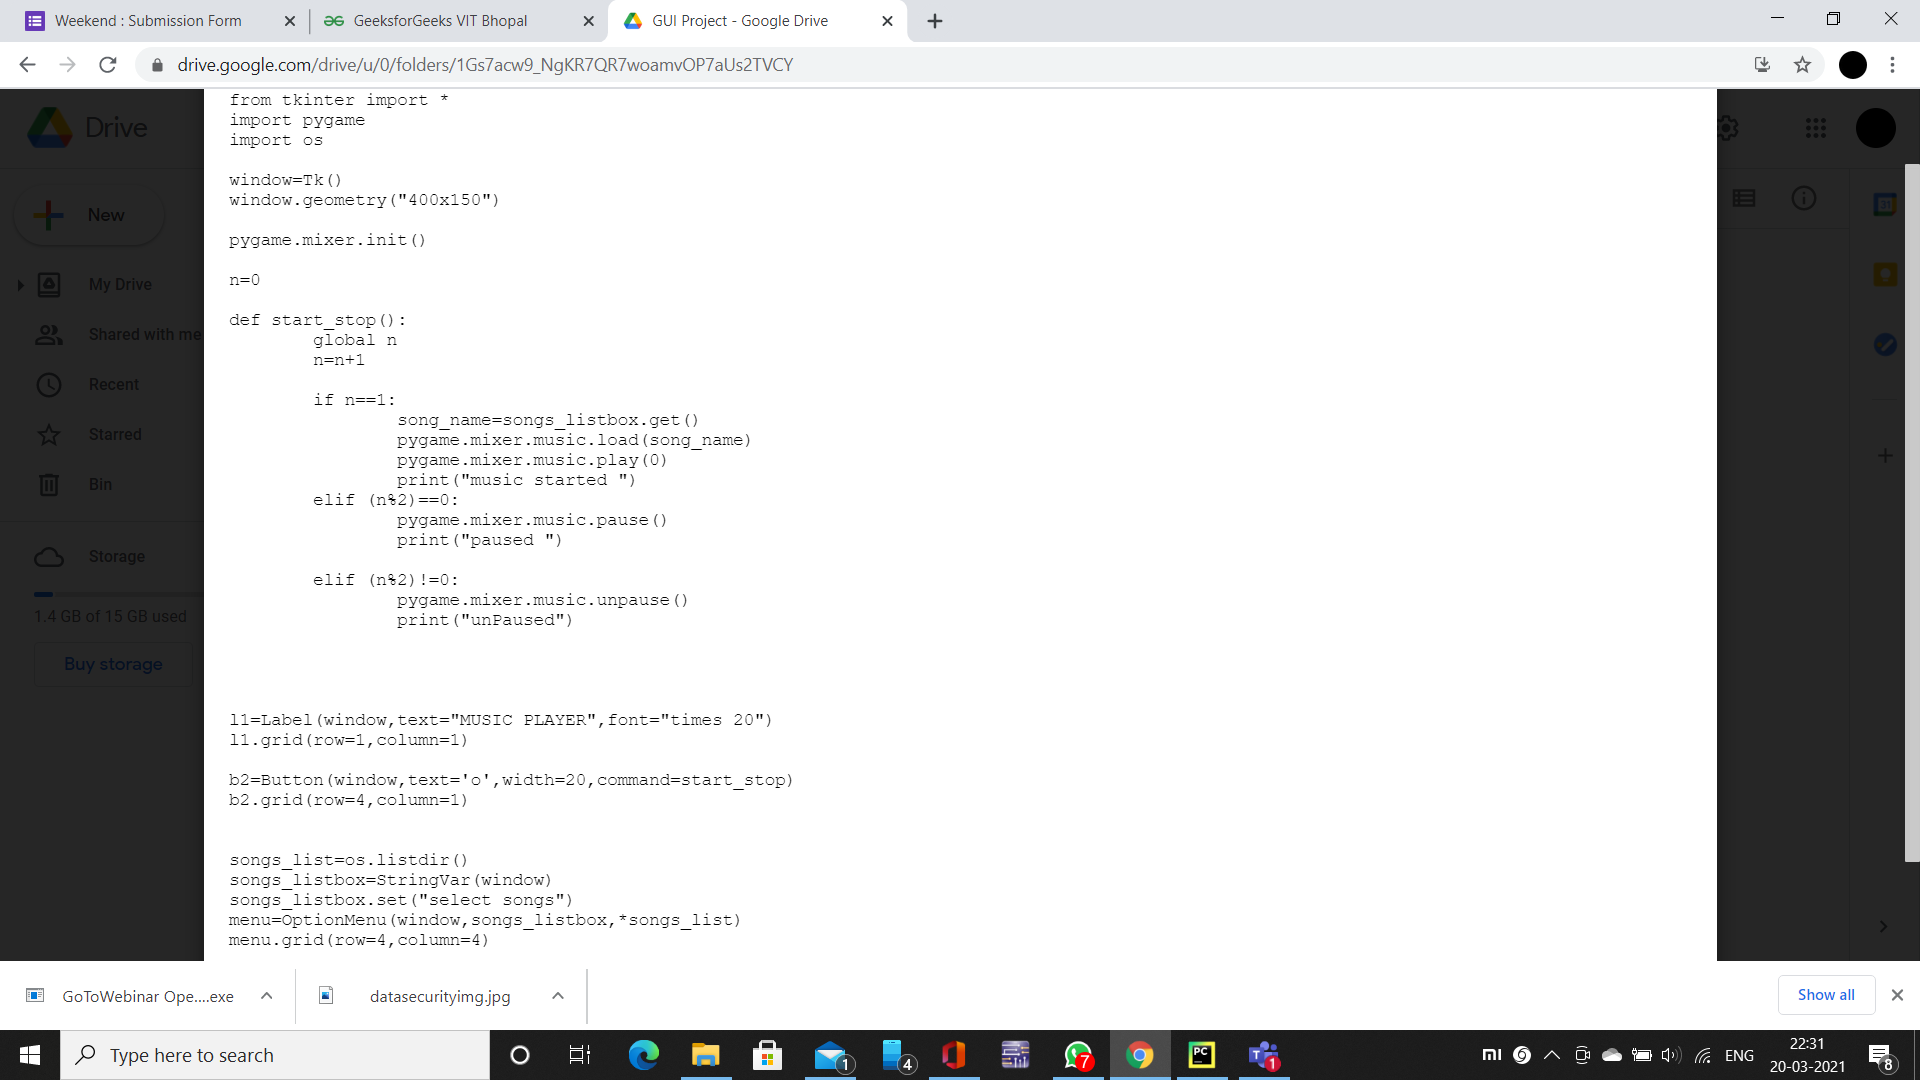 Weekend : Submission Form
GeeksforGeeks VIT Bhopal
GUI Project - Google Drive
drive.google.com/drive/u/0/folders/1Gs7acw9_NgKR7QR7woamvOP7aUs2TVCY
Drive
New
My Drive
Shared with me
Recent
Starred
Bin
Storage
1.4 GB of 15 GB used
Buy storage
from tkinter import *
import pygame
import os
window=Tk()
window.geometry("400x150")
pygame.mixer.init()
n=0
def start_stop():
global n
n=n+1
if n==1:
song_name=songs_listbox.get()
pygame.mixer.music.load(song_name)
pygame.mixer.music.play(0)
print("music started ")
elif (n%2)==0:
pygame.mixer.music.pause()
print("paused ")
elif (n%2)!=0:
pygame.mixer.music.unpause()
print("unPaused")
l1=Label(window,text="MUSIC PLAYER",font="times 20")
l1.grid(row=1,column=1)
b2=Button(window,text='o',width=20,command=start_stop)
b2.grid(row=4,column=1)
songs_list=os.listdir()
songs_listbox=StringVar(window)
songs_listbox.set("select songs")
menu=OptionMenu(window,songs_listbox,*songs_list)
menu.grid(row=4,column=4)
31
GoToWebinar Ope....exe
datasecurityimg.jpg
Show all
Type here to search
1
4
7
PC
T
1
mi
ENG
22:31
20-03-2021
8